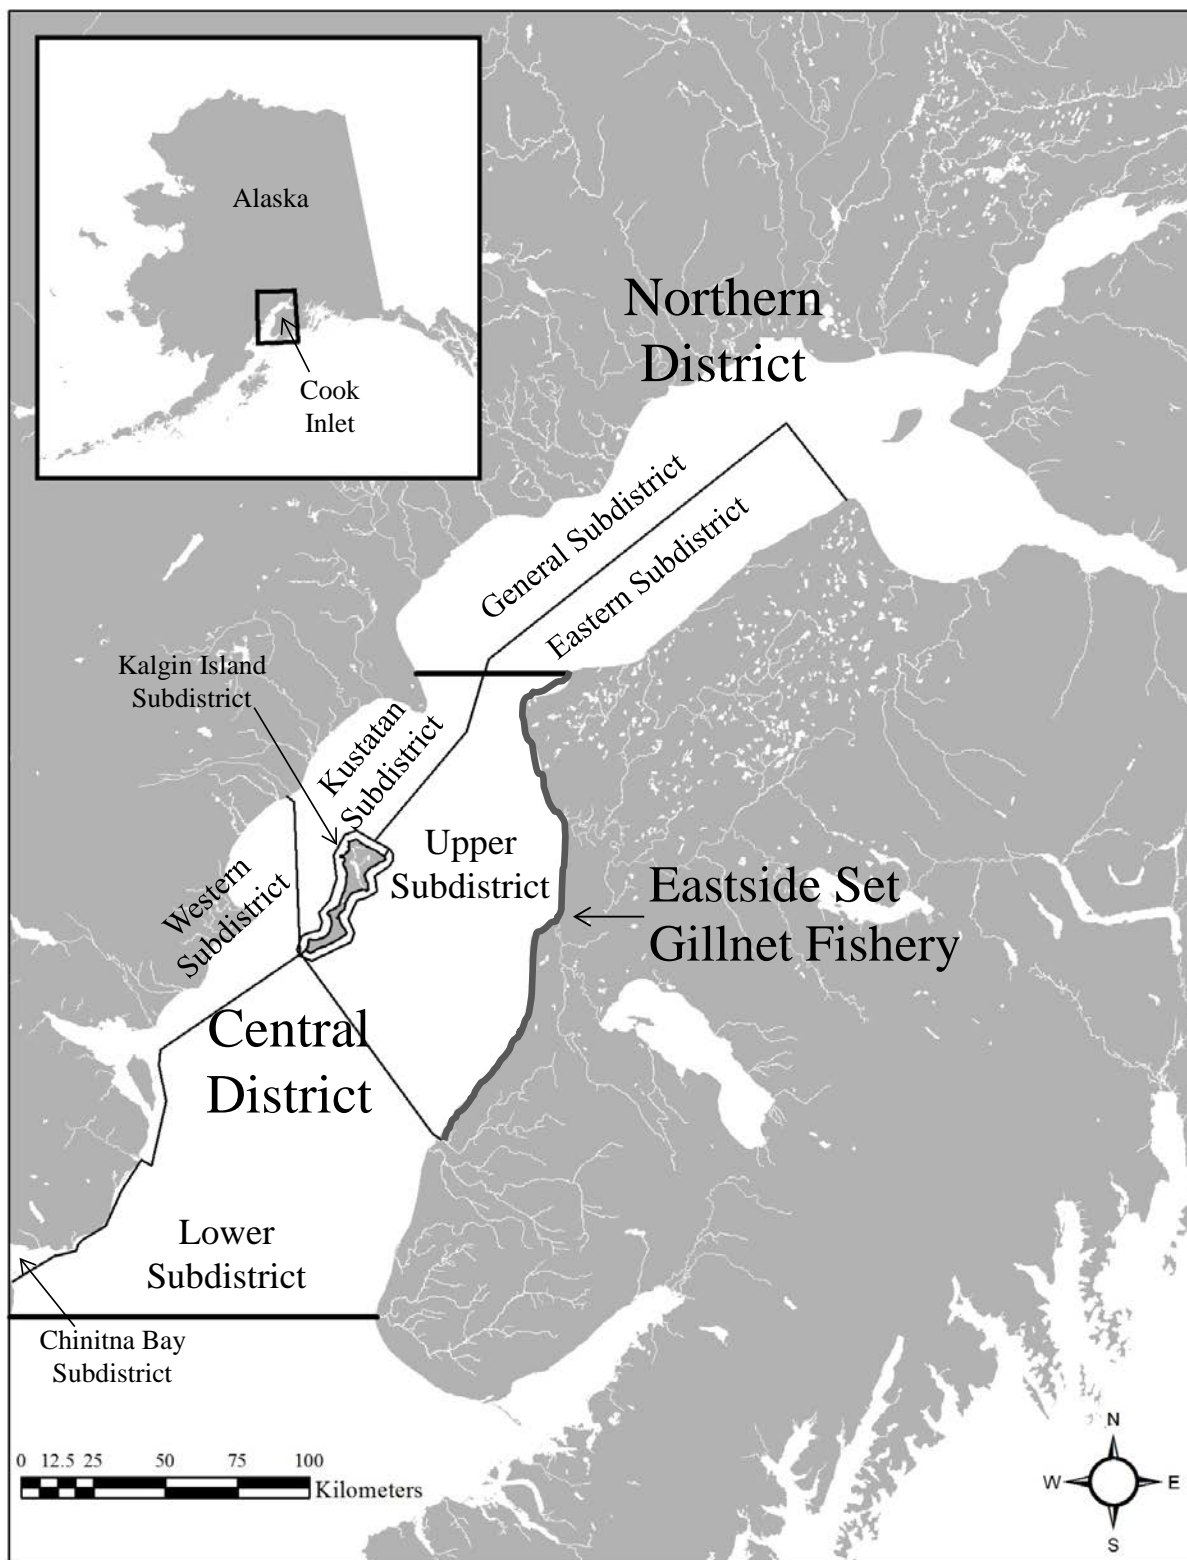 Alaska
Cook
Inlet
Northern
District
General Subdistrict
Eastern Subdistrict
Kalgin Island
Subdistrict
Kustatan
Subdistrict
Upper
Subdistrict
Western
Subdistrict
Eastside Set
Gillnet Fishery
Central
District
Lower
Subdistrict
Chinitna Bay
Subdistrict
0 12.5 25 50 75 100
Kilometers
N
W E
S